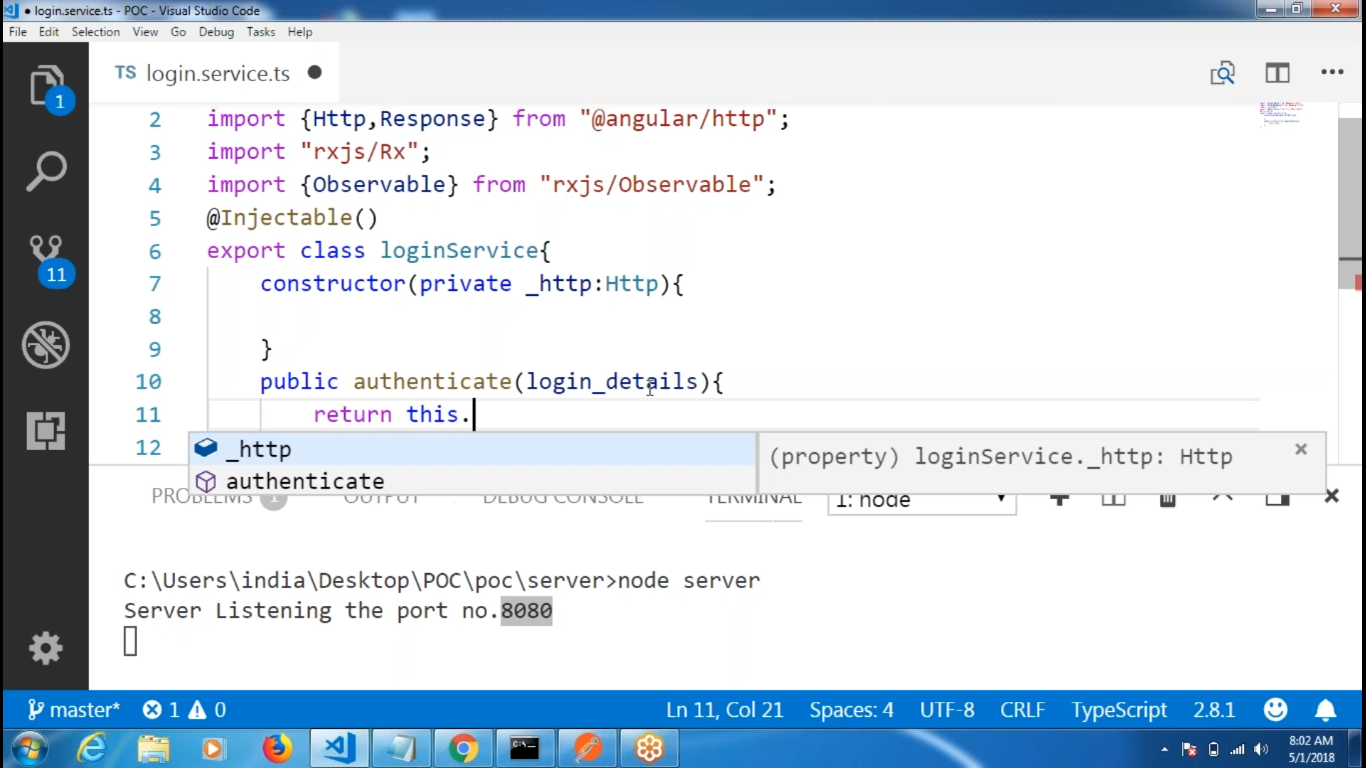 login.service.ts - POC - Visual Studio Code
File Edit Selection View Go Debug Tasks Help
1
TS login.service.ts
2 import {Http,Response} from "@angular/http";
3 import "rxjs/Rx";
4 import {Observable} from "rxjs/Observable";
5 @Injectable()
6 export class loginService{
7 constructor(private _http:Http){
8
9 }
10 public authenticate(login_details){
11 return this.
12
11
_http
(property) loginService._http: Http
authenticate
PROBLEMS 1 OUTPUT DEBUG CONSOLE TERMINAL 1: node
C:\Users\india\Desktop\POC\poc\server>node server
Server Listening the port no.8080
master* 1 0 Ln 11, Col 21 Spaces: 4 UTF-8 CRLF TypeScript 2.8.1
8:02 AM
5/1/2018